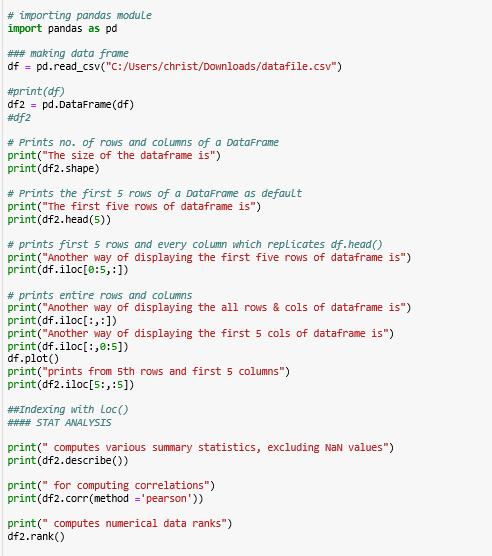 # importing pandas module
import pandas as pd
### making data frame
df = pd.read_csv("C:/Users/christ/Downloads/datafile.csv")
#print(df)
df2 = pd.DataFrame(df)
#df2
# Prints no. of rows and columns of a DataFrame
print("The size of the dataframe is")
print(df2.shape)
# Prints the first 5 rows of a DataFrame as default
print("The first five rows of dataframe is")
print(df2.head(5))
# prints first 5 rows and every column which replicates df.head()
print("Another way of displaying the first five rows of dataframe is")
print(df.iloc[0:5,:])
# prints entire rows and columns
print("Another way of displaying the all rows & cols of dataframe is")
print(df.iloc[:,:])
print("Another way of displaying the first 5 cols of dataframe is")
print(df.iloc[:,0:5])
df.plot()
print("prints from 5th rows and first 5 columns")
print(df2.iloc[5:,:5])
##Indexing with loc()
#### STAT ANALYSIS
print(" computes various summary statistics, excluding NaN values")
print(df2.describe())
print(" for computing correlations")
print(df2.corr(method ='pearson'))
print(" computes numerical data ranks")
df2.rank()